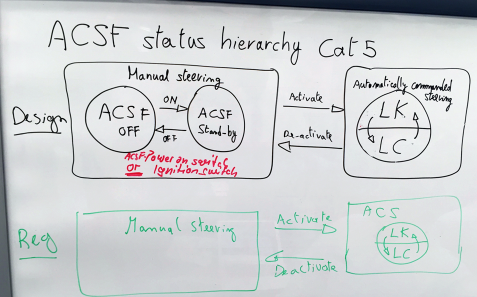 ACSF status hierarchy Cat 5
Design
Manual steering
ACSF
OFF
ON
OFF
ACSF
Stand-by
ACSF Power on switch
or Ignition switch
Activate
De-activate
Automatically commanded
steering
LK
LC
Reg
Manual steering
Activate
Deactivate
ACS
LK
LC